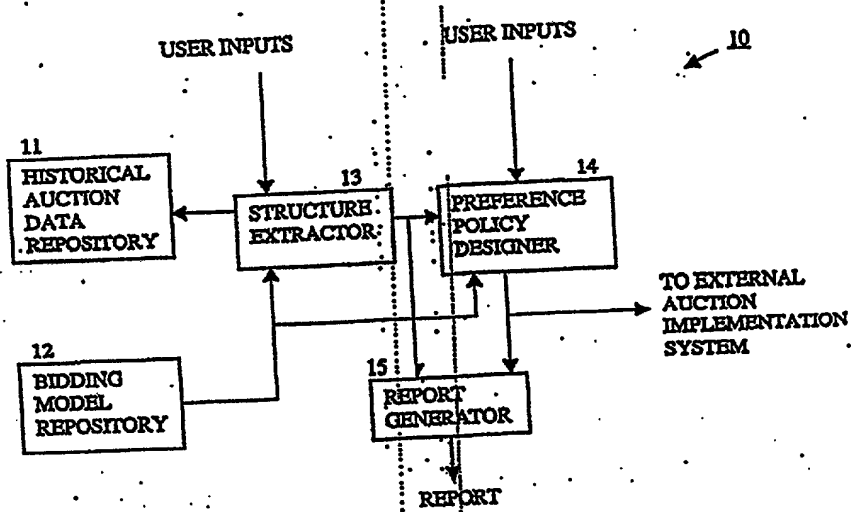 USER INPUTS
USER INPUTS
10
11
HISTORICAL
AUCTION
DATA
REPOSITORY
13
STRUCTURE
EXTRACTOR
14
PREFERENCE
POLICY
DESIGNER
TO EXTERNAL
AUCTION
IMPLEMENTATION
SYSTEM
12
BIDDING
MODEL
REPOSITORY
15
REPORT
GENERATOR
REPORT